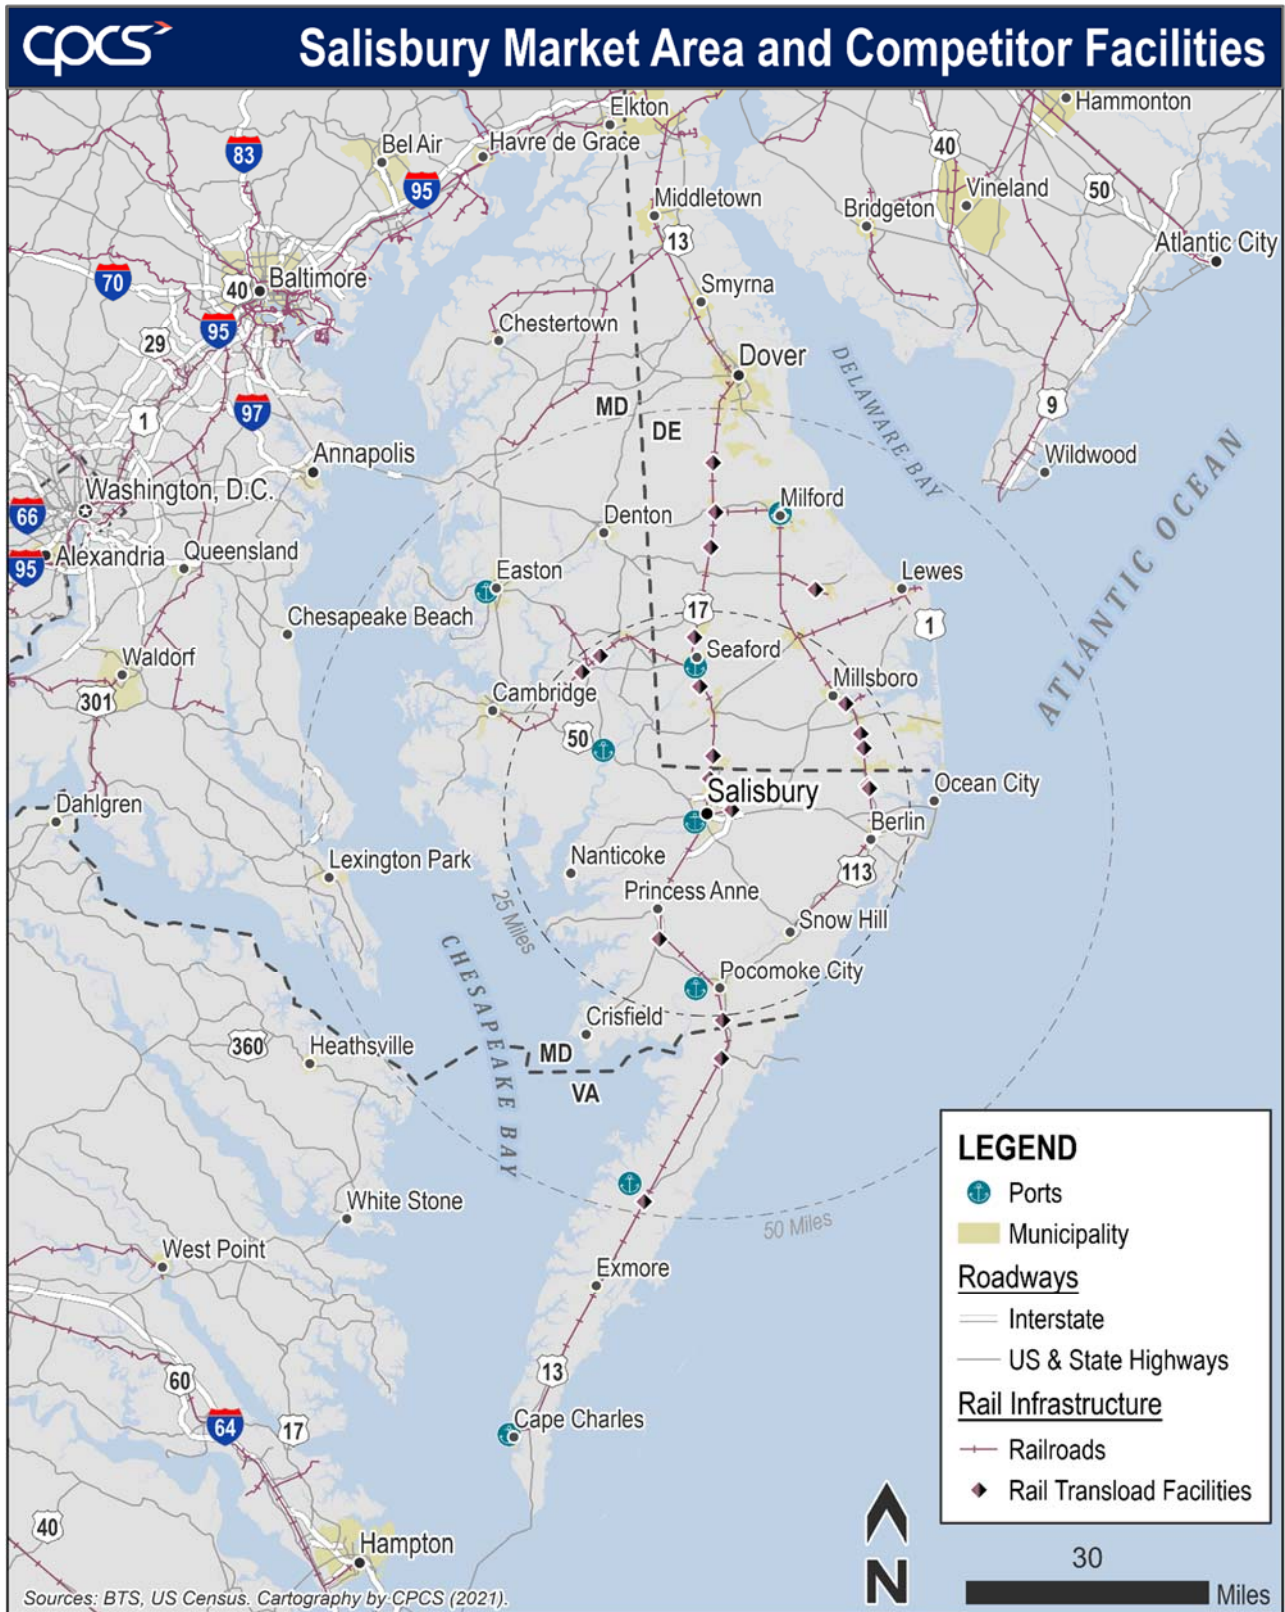 cpcs
Salisbury Market Area and Competitor Facilities
Elkton
Hammonton
Bel Air
Havre de Grace
83
40
95
Middletown
Vineland
50
Bridgeton
13
Atlantic City
70
Baltimore
40
Smyrna
95
Chestertown
29
Dover
DELAWARE BAY
97
1
MD
9
DE
Annapolis
Wildwood
Washington, D.C.
66
Milford
ATLANTIC OCEAN
Denton
Alexandria
Queensland
95
Easton
Lewes
17
Chesapeake Beach
1
Seaford
Waldorf
301
Cambridge
Millsboro
50
Ocean City
Salisbury
Dahlgren
Berlin
Lexington Park
Nanticoke
113
Princess Anne
25 Miles
Snow Hill
CHESAPEAKE BAY
Pocomoke City
Crisfield
360
Heathsville
MD
VA
White Stone
50 Miles
West Point
Exmore
13
60
64
17
Cape Charles
40
Hampton
LEGEND
Ports
Municipality
Roadways
Interstate
US & State Highways
Rail Infrastructure
Railroads
Rail Transload Facilities
N
30
Miles
Sources: BTS, US Census. Cartography by CPCS (2021).